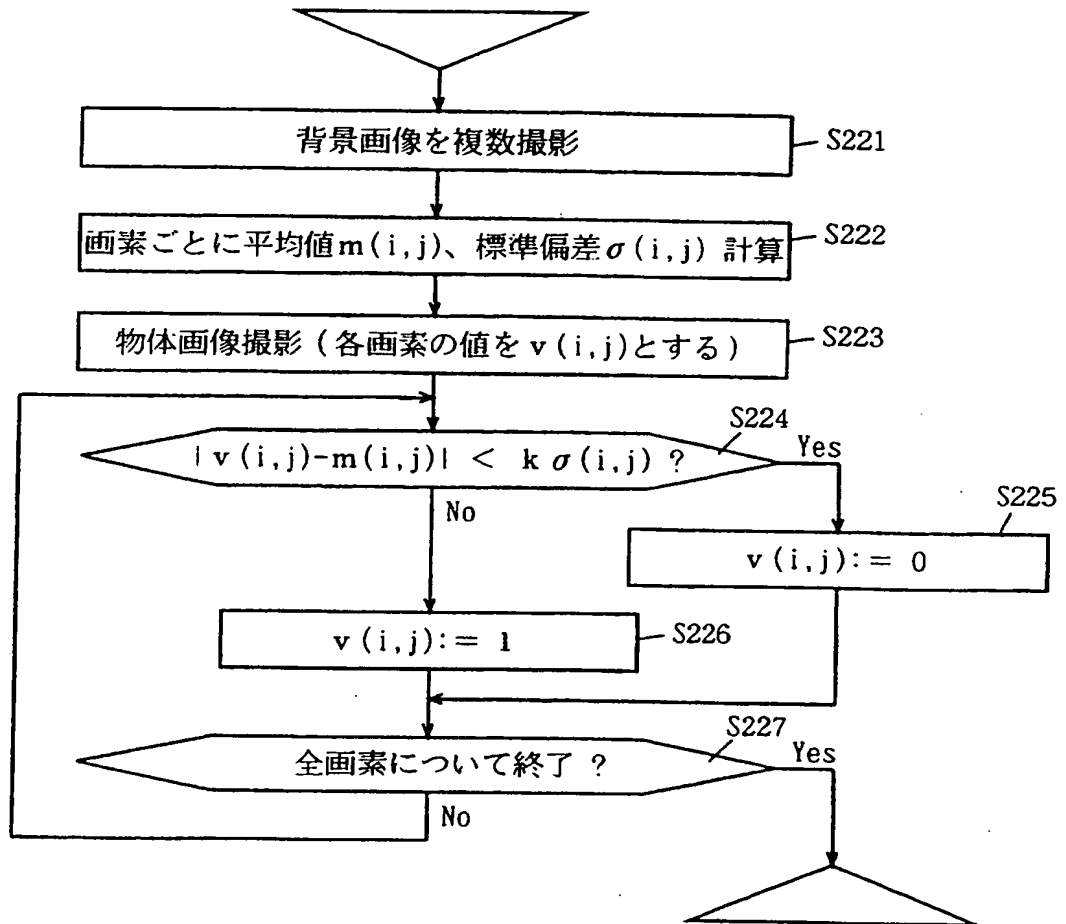 背景画像を複数撮影
S221
画素ごとに平均値m(i,j)、標準偏差σ(i,j) 計算
S222
物体画像撮影(各画素の値をv(i,j)とする)
S223
|v(i,j)-m(i,j)| < kσ(i,j) ?
S224
Yes
No
S225
v(i,j):= 0
v(i,j):= 1
S226
S227
全画素について終了 ?
Yes
No